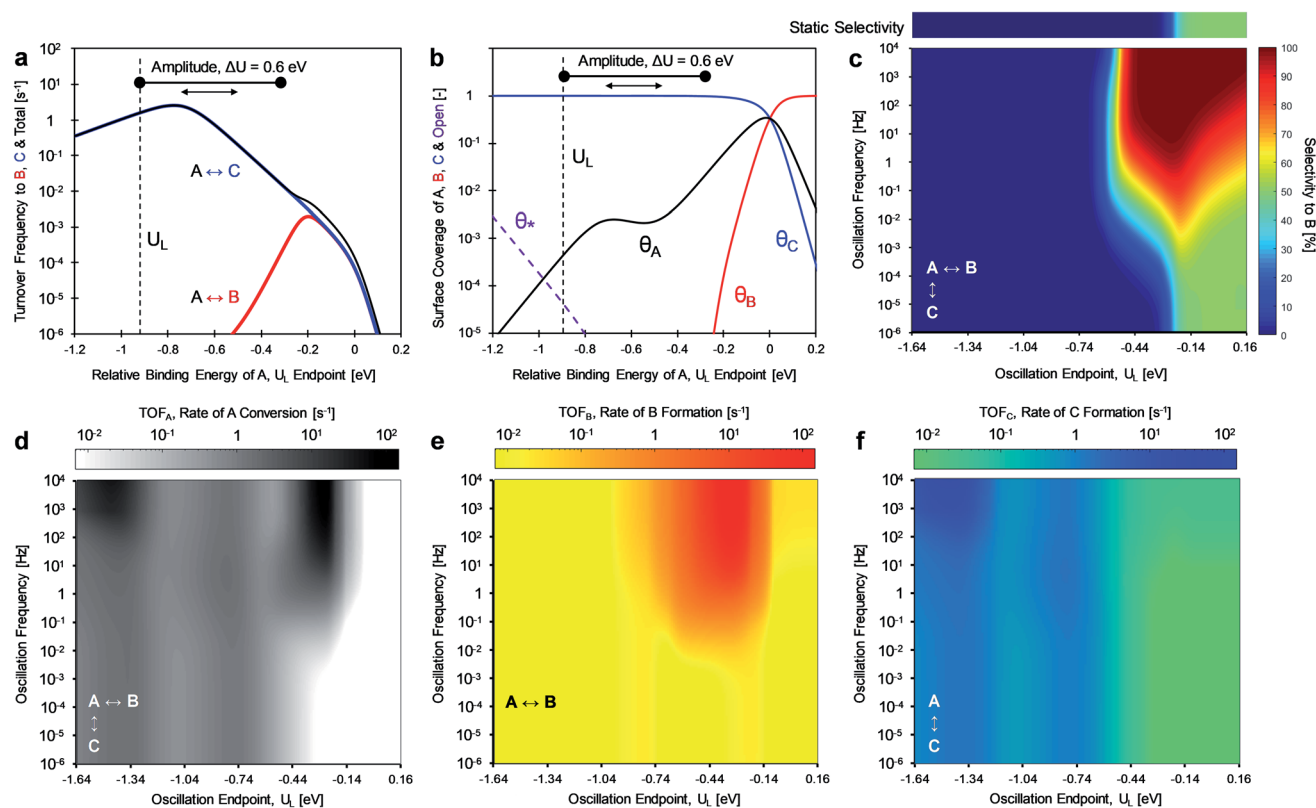 Static Selectivity
a
Turnover Frequency to B, C & Total [s⁻¹]
10²
10¹
1
10⁻¹
10⁻²
10⁻³
10⁻⁴
10⁻⁵
10⁻⁶
Amplitude, ΔU = 0.6 eV
A ↔ C
U_L
A ↔ B
-1.2 -1 -0.8 -0.6 -0.4 -0.2 0 0.2
Relative Binding Energy of A, U_L Endpoint [eV]
b
Surface Coverage of A, B, C & Open [-]
1
10⁻¹
10⁻²
10⁻³
10⁻⁴
10⁻⁵
Amplitude, ΔU = 0.6 eV
U_L
θ*
θ_A
θ_C
θ_B
-1.2 -1 -0.8 -0.6 -0.4 -0.2 0 0.2
Relative Binding Energy of A, U_L Endpoint [eV]
c
Oscillation Frequency [Hz]
10⁴
10³
10²
10¹
1
10⁻¹
10⁻²
10⁻³
10⁻⁴
10⁻⁵
10⁻⁶
A ↔ B
↕
C
-1.64 -1.34 -1.04 -0.74 -0.44 -0.14 0.16
Oscillation Endpoint, U_L [eV]
100
90
80
70
60
50
40
30
20
10
0
Selectivity to B [%]
d
TOF_A, Rate of A Conversion [s⁻¹]
10⁻² 10⁻¹ 1 10¹ 10²
Oscillation Frequency [Hz]
10⁴
10³
10²
10¹
1
10⁻¹
10⁻²
10⁻³
10⁻⁴
10⁻⁵
10⁻⁶
A ↔ B
↕
C
-1.64 -1.34 -1.04 -0.74 -0.44 -0.14 0.16
Oscillation Endpoint, U_L [eV]
e
TOF_B, Rate of B Formation [s⁻¹]
10⁻² 10⁻¹ 1 10¹ 10²
Oscillation Frequency [Hz]
10⁴
10³
10²
10¹
1
10⁻¹
10⁻²
10⁻³
10⁻⁴
10⁻⁵
10⁻⁶
A ↔ B
-1.64 -1.34 -1.04 -0.74 -0.44 -0.14 0.16
Oscillation Endpoint, U_L [eV]
f
TOF_C, Rate of C Formation [s⁻¹]
10⁻² 10⁻¹ 1 10¹ 10²
Oscillation Frequency [Hz]
10⁴
10³
10²
10¹
1
10⁻¹
10⁻²
10⁻³
10⁻⁴
10⁻⁵
10⁻⁶
A
↕
C
-1.64 -1.34 -1.04 -0.74 -0.44 -0.14 0.16
Oscillation Endpoint, U_L [eV]